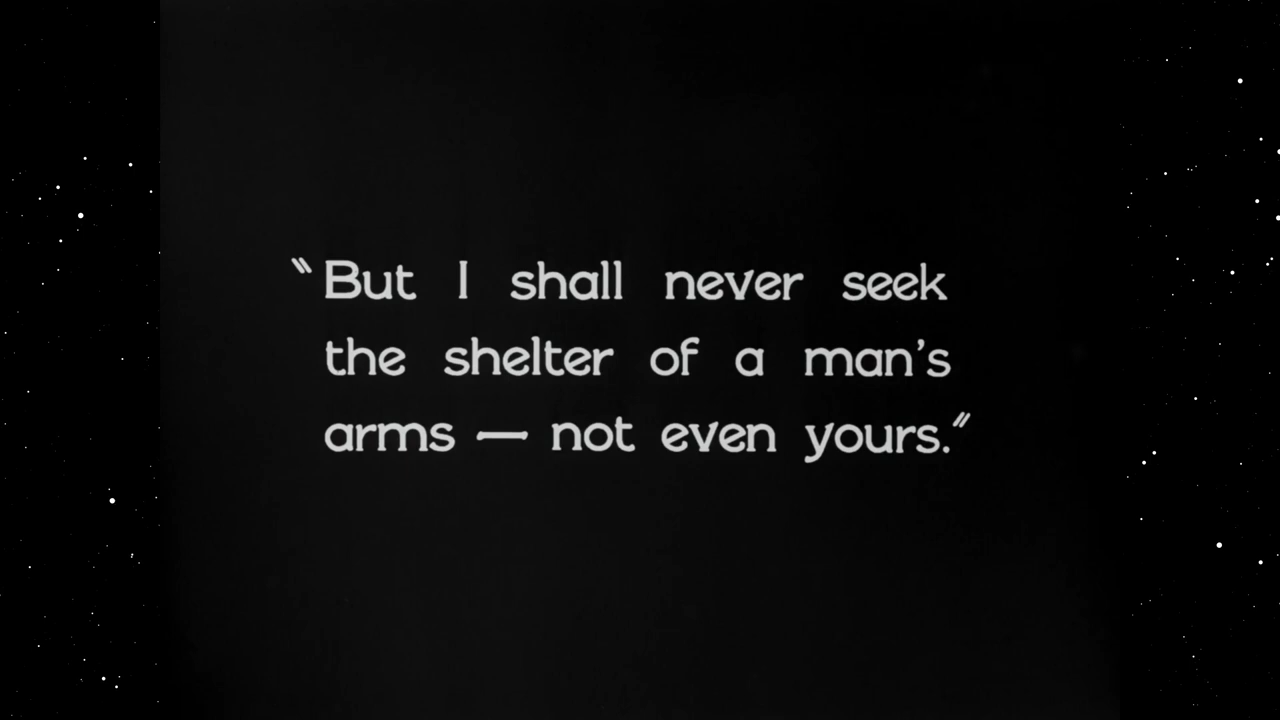 "But I shall never seek
the shelter of a man's
arms — not even yours."